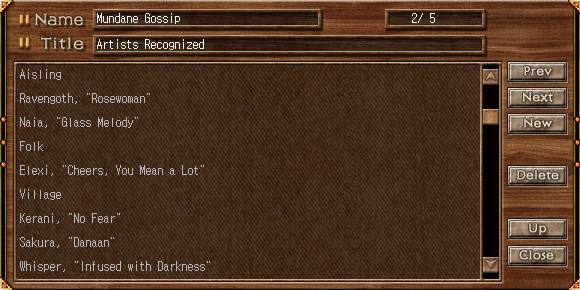 Name Mundane Gossip 2/ 5
Title Artists Recognized
Aisling
Ravengoth, "Rosewoman"
Naia, "Glass Melody"
Folk
Elexi, "Cheers, You Mean a Lot"
Village
Kerani, "No Fear"
Sakura, "Danaan"
Whisper, "Infused with Darkness"
Prev
Next
New
Delete
Up
Close